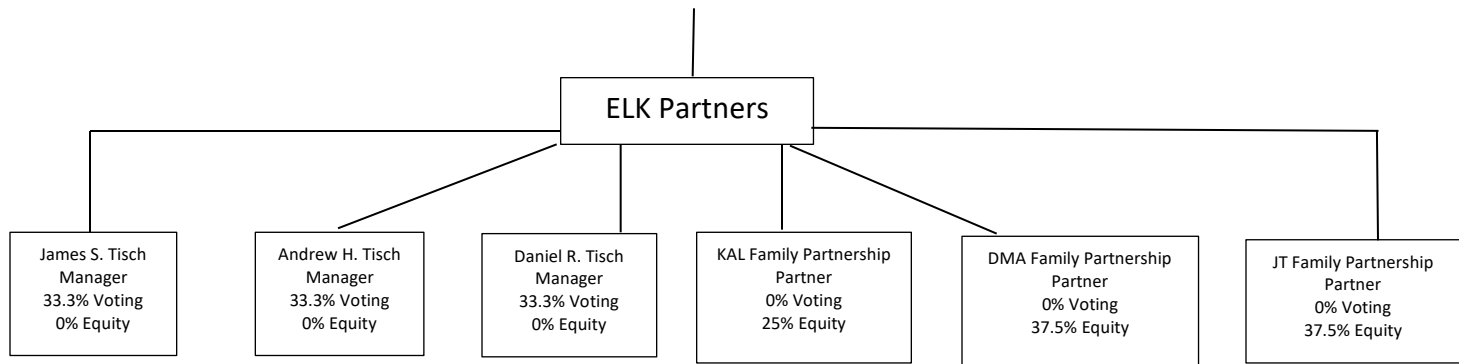 ELK Partners
James S. Tisch
Manager
33.3% Voting
0% Equity
Andrew H. Tisch
Manager
33.3% Voting
0% Equity
Daniel R. Tisch
Manager
33.3% Voting
0% Equity
KAL Family Partnership
Partner
0% Voting
25% Equity
DMA Family Partnership
Partner
0% Voting
37.5% Equity
JT Family Partnership
Partner
0% Voting
37.5% Equity